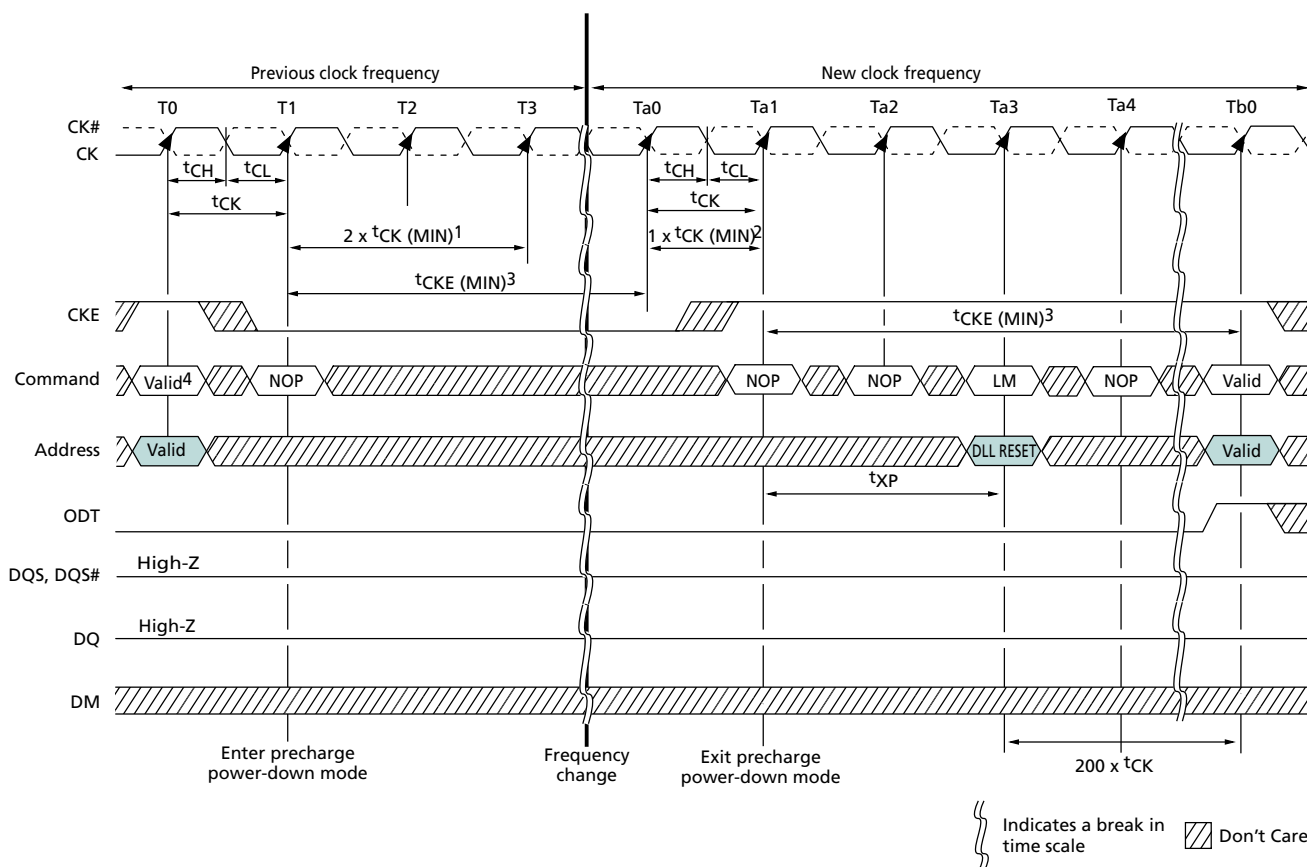 Previous clock frequency
New clock frequency
T0 T1 T2 T3 Ta0 Ta1 Ta2 Ta3 Ta4 Tb0
CK#
CK
tCH tCL tCH tCL
tCK tCK
2 x tCK (MIN)1 1 x tCK (MIN)2
tCKE (MIN)3
CKE
tCKE (MIN)3
Command Valid4 NOP NOP NOP LM NOP Valid
Address Valid DLL RESET Valid
tXP
ODT
High-Z
DQS, DQS#
High-Z
DQ
DM
Enter precharge
power-down mode
Frequency
change
Exit precharge
power-down mode
200 x tCK
Indicates a break in
time scale
Don't Care